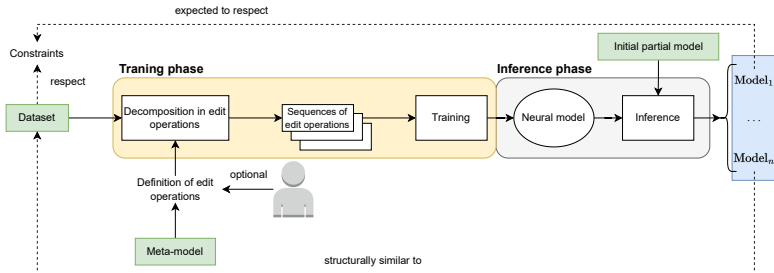 expected to respect
Constraints
respect
Traning phase
Inference phase
Initial partial model
Dataset
Decomposition in edit
operations
Sequences of
edit operations
Training
Neural model
Inference
Model1
...
Modeln
Definition of edit
operations
optional
Meta-model
structurally similar to